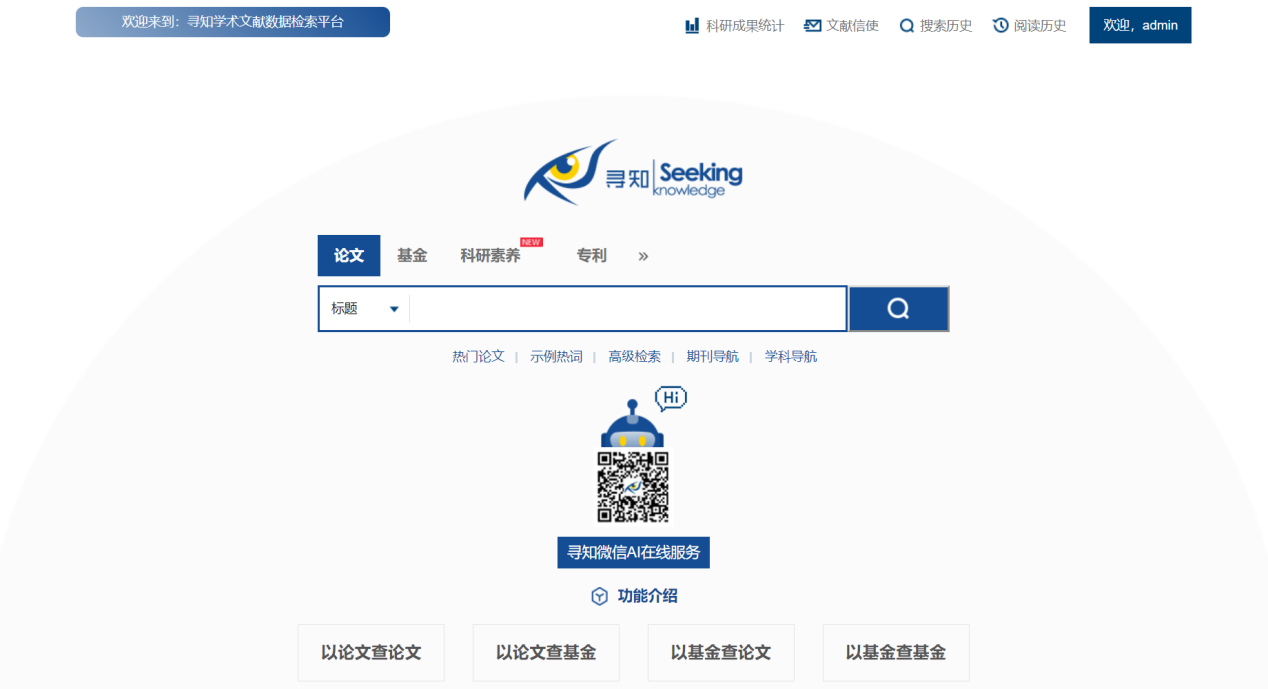 欢迎来到：寻知学术文献数据检索平台
科研成果统计 文献信使 搜索历史 阅读历史 欢迎，admin
寻知 Seeking
knowledge
论文 基金 科研素养 NEW 专利 »
标题
热门论文 | 示例热词 | 高级检索 | 期刊导航 | 学科导航
Hi
寻知微信AI在线服务
功能介绍
以论文查论文 以论文查基金 以基金查论文 以基金查基金